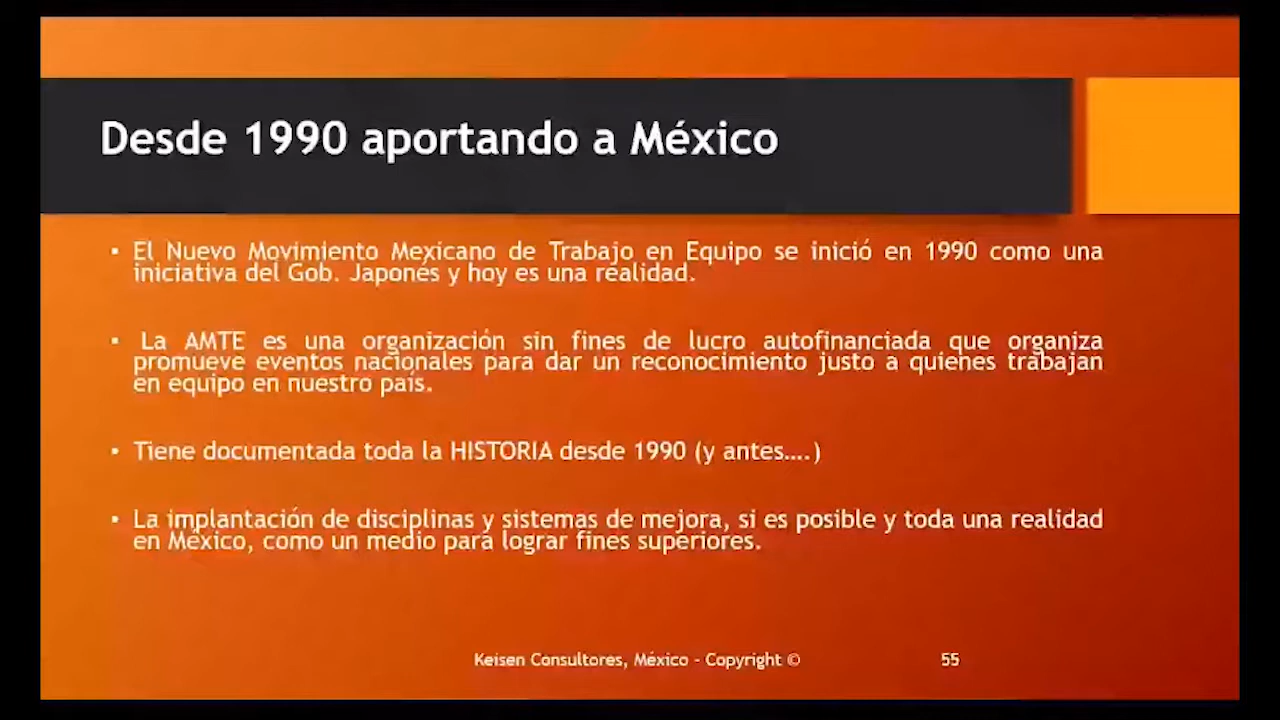 Desde 1990 aportando a México
▪ El Nuevo Movimiento Mexicano de Trabajo en Equipo se inició en 1990 como una
iniciativa del Gob. Japonés y hoy es una realidad.
▪ La AMTE es una organización sin fines de lucro autofinanciada que organiza
promueve eventos nacionales para dar un reconocimiento justo a quienes trabajan
en equipo en nuestro país.
▪ Tiene documentada toda la HISTORIA desde 1990 (y antes….)
▪ La implantación de disciplinas y sistemas de mejora, si es posible y toda una realidad
en México, como un medio para lograr fines superiores.
Keisen Consultores, México - Copyright © 55